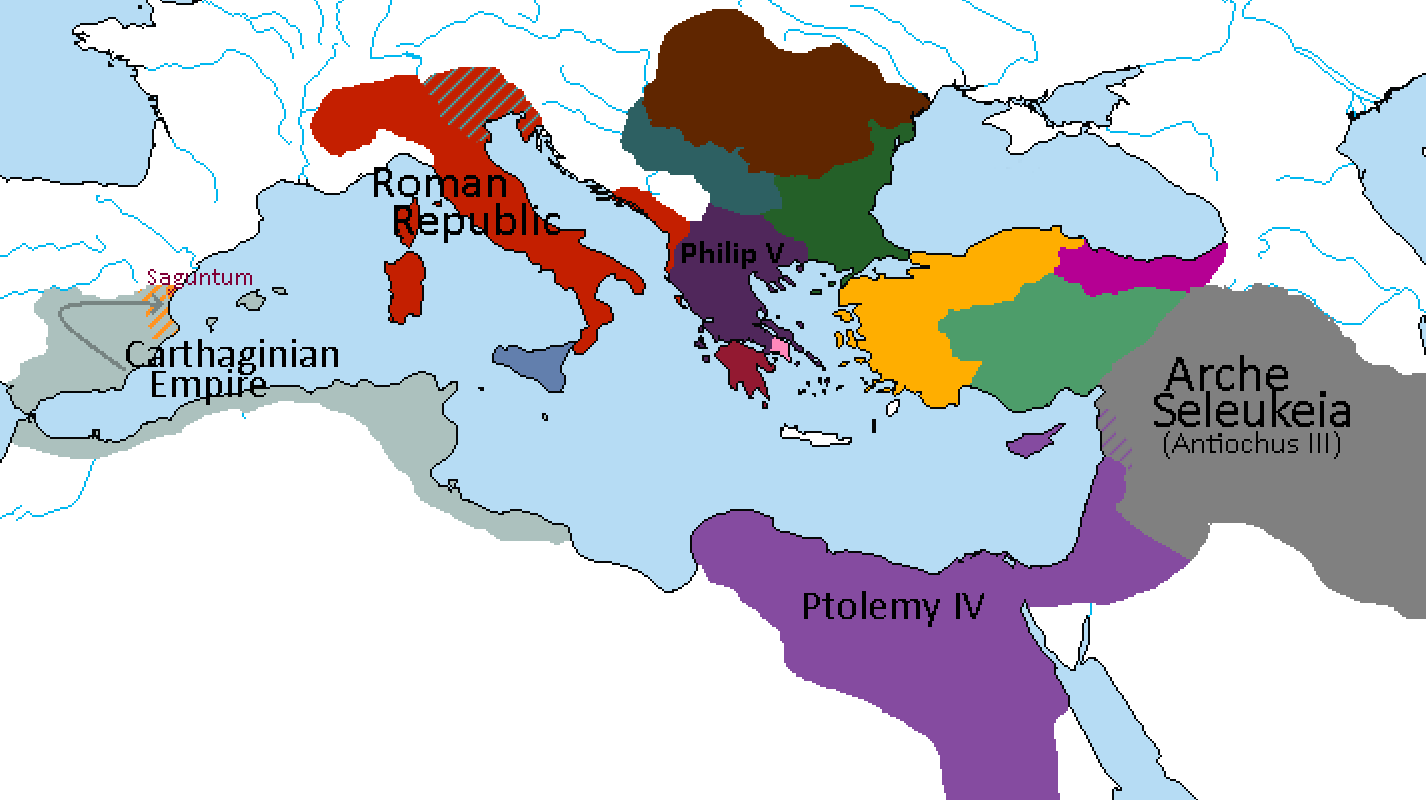 Roman
Republic
Philip V
Saguntum
Carthaginian
Empire
Arche
Seleukeia
(Antiochus III)
Ptolemy IV